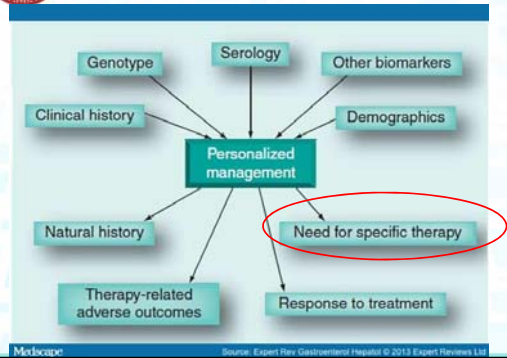 Genotype
Serology
Other biomarkers
Clinical history
Demographics
Personalized
management
Natural history
Need for specific therapy
Therapy-related
adverse outcomes
Response to treatment
Medscape
Source: Expert Rev Gastroenterol Hepatol © 2013 Expert Reviews Ltd